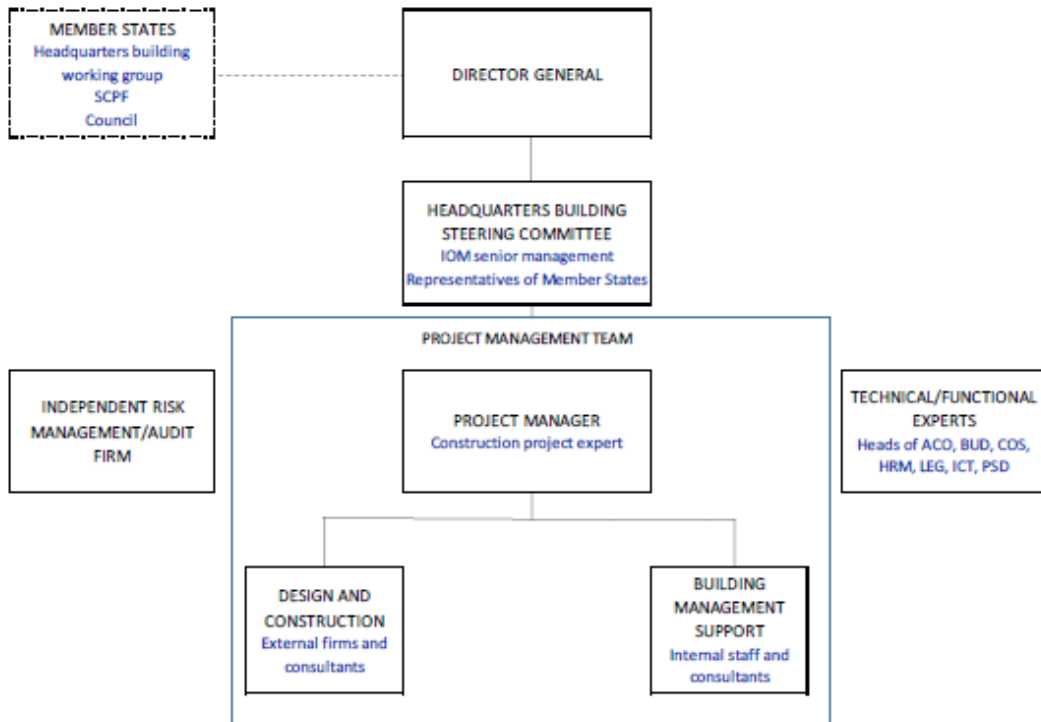 MEMBER STATES
Headquarters building
working group
SCPF
Council
DIRECTOR GENERAL
HEADQUARTERS BUILDING
STEERING COMMITTEE
IOM senior management
Representatives of Member States
PROJECT MANAGEMENT TEAM
INDEPENDENT RISK
MANAGEMENT/AUDIT
FIRM
PROJECT MANAGER
Construction project expert
TECHNICAL/FUNCTIONAL
EXPERTS
Heads of ACO, BUD, COS,
HRM, LEG, ICT, PSD
DESIGN AND
CONSTRUCTION
External firms and
consultants
BUILDING
MANAGEMENT
SUPPORT
Internal staff and
consultants